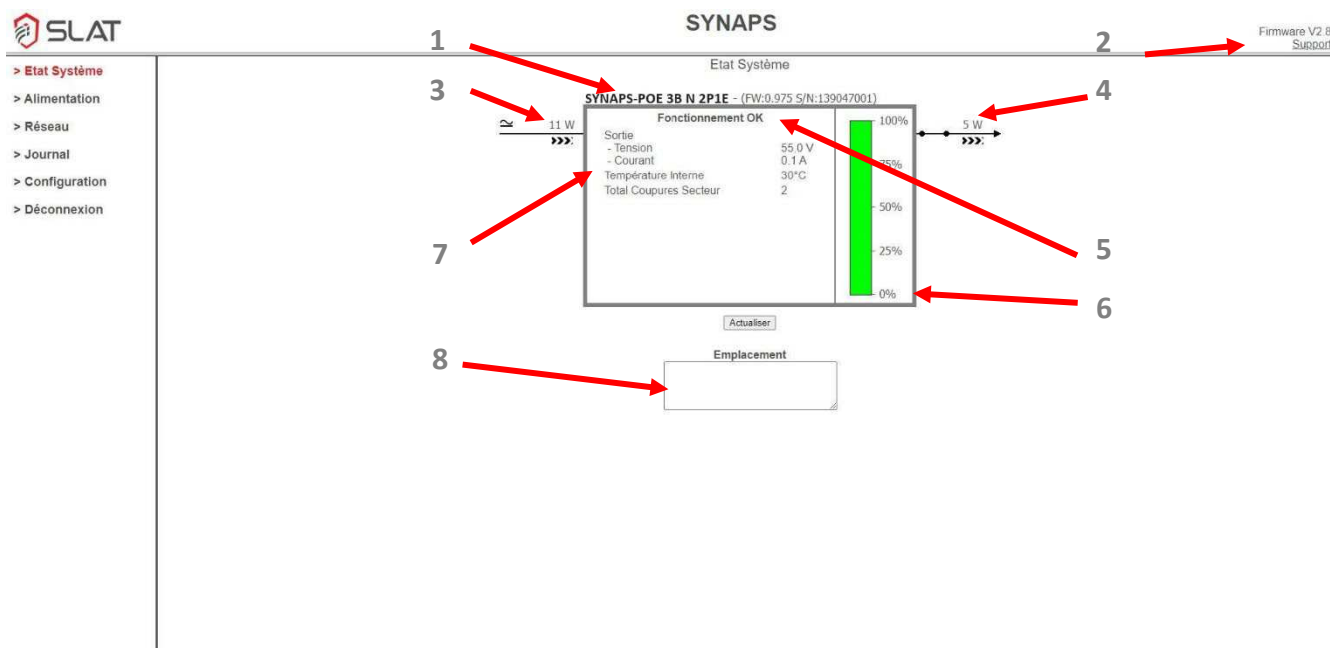 SLAT
SYNAPS
Firmware V2.8
Support
1
2
> Etat Système
Etat Système
> Alimentation
3
SYNAPS-POE 3B N 2P1E - (FW:0.975 S/N:139047001)
4
> Réseau
11 W
Fonctionnement OK
100%
5 W
> Journal
Sortie
- Tension 55.0 V
- Courant 0.1 A
75%
> Configuration
Température Interne 30°C
Total Coupures Secteur 2
> Déconnexion
50%
7
25%
5
0%
6
Actualiser
Emplacement
8